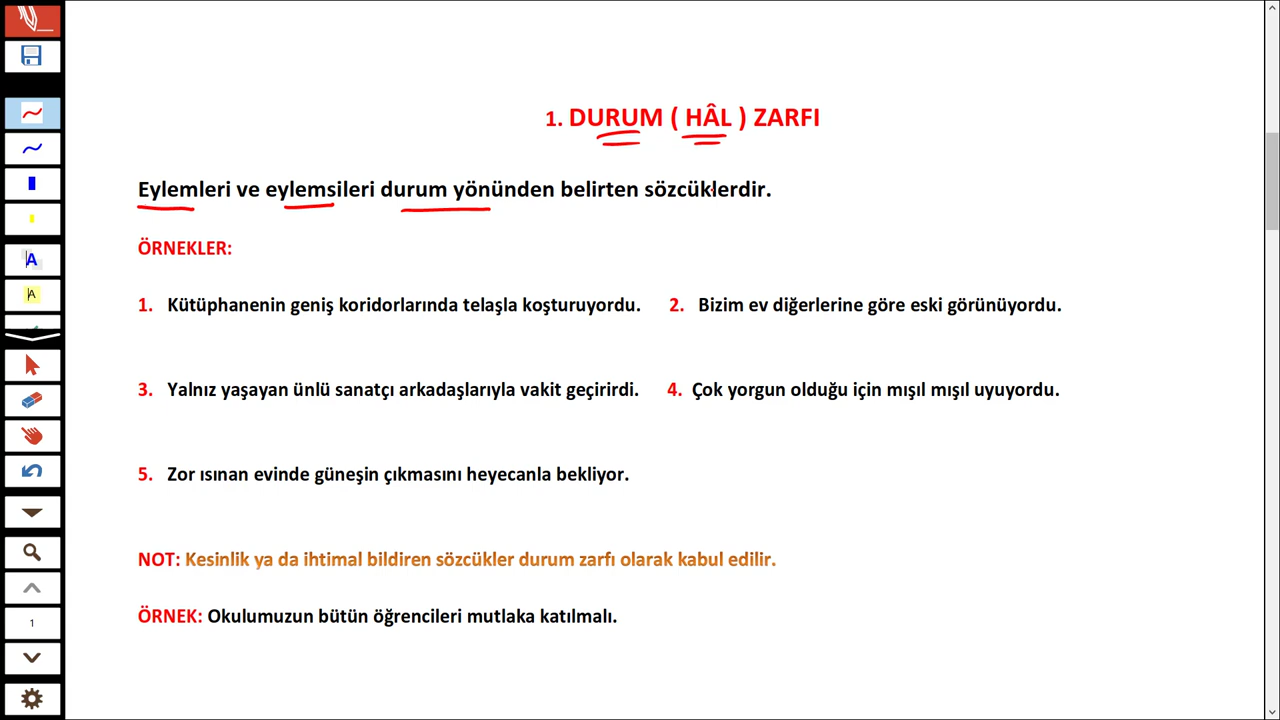 1. DURUM ( HÂL ) ZARFI
Eylemleri ve eylemsileri durum yönünden belirten sözcüklerdir.
ÖRNEKLER:
1. Kütüphanenin geniş koridorlarında telaşla koşturuyordu. 2. Bizim ev diğerlerine göre eski görünüyordu.
3. Yalnız yaşayan ünlü sanatçı arkadaşlarıyla vakit geçirirdi. 4. Çok yorgun olduğu için mışıl mışıl uyuyordu.
5. Zor ısınan evinde güneşin çıkmasını heyecanla bekliyor.
NOT: Kesinlik ya da ihtimal bildiren sözcükler durum zarfı olarak kabul edilir.
ÖRNEK: Okulumuzun bütün öğrencileri mutlaka katılmalı.
A
A
1